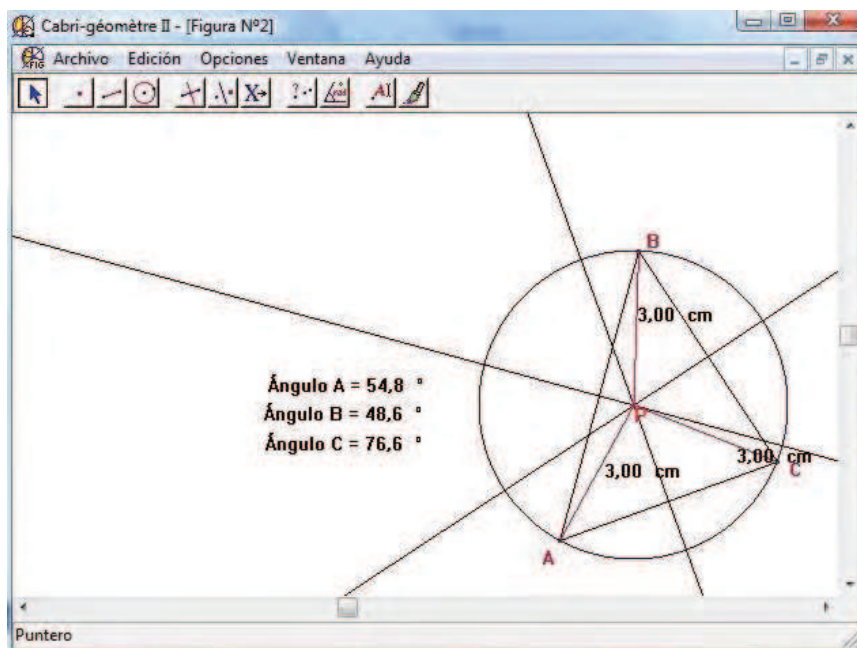 Cabri-géomètre II - [Figura Nº2]
Archivo Edición Opciones Ventana Ayuda
B
3,00 cm
Ángulo A = 54,8 °
Ángulo B = 48,6 °
Ángulo C = 76,6 °
P
3,00 cm
3,00 cm
C
A
Puntero